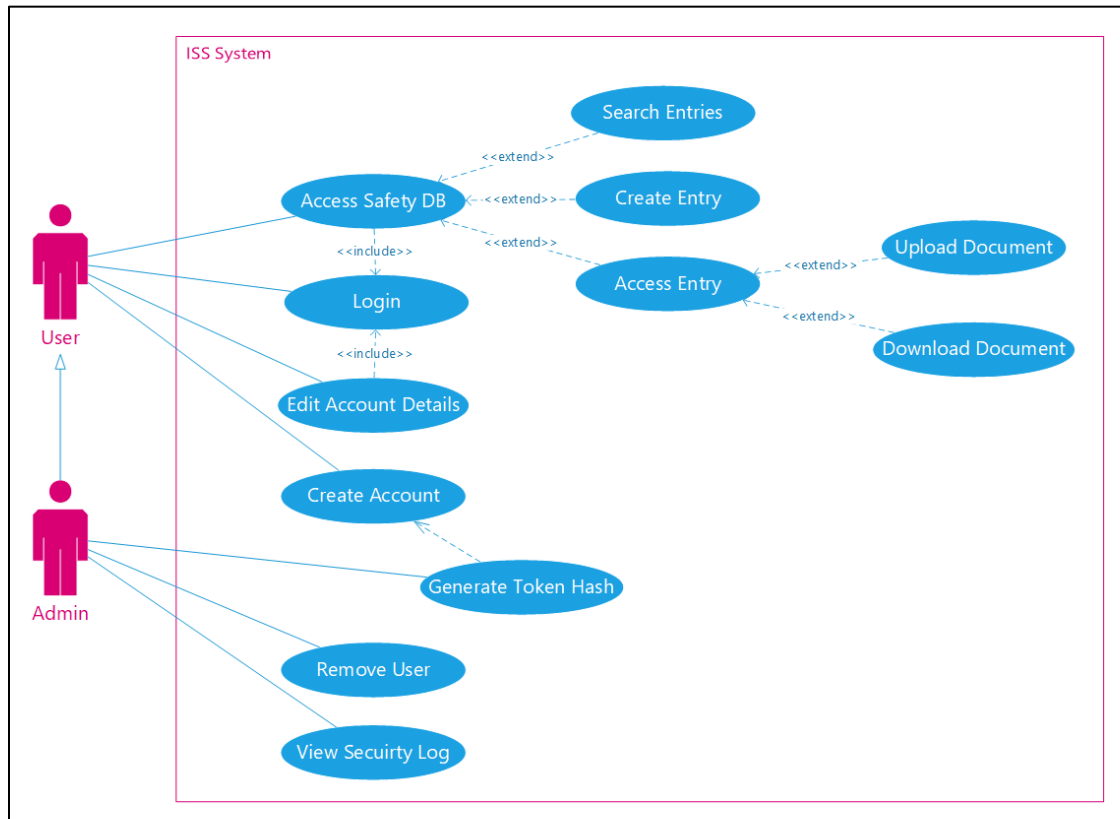 ISS System
Search Entries
<<extend>>
Access Safety DB
<<extend>>
Create Entry
<<extend>>
Upload Document
<<include>>
<<extend>>
Access Entry
Login
<<extend>>
User
<<include>>
Download Document
Edit Account Details
Create Account
Generate Token Hash
Admin
Remove User
View Secuirty Log